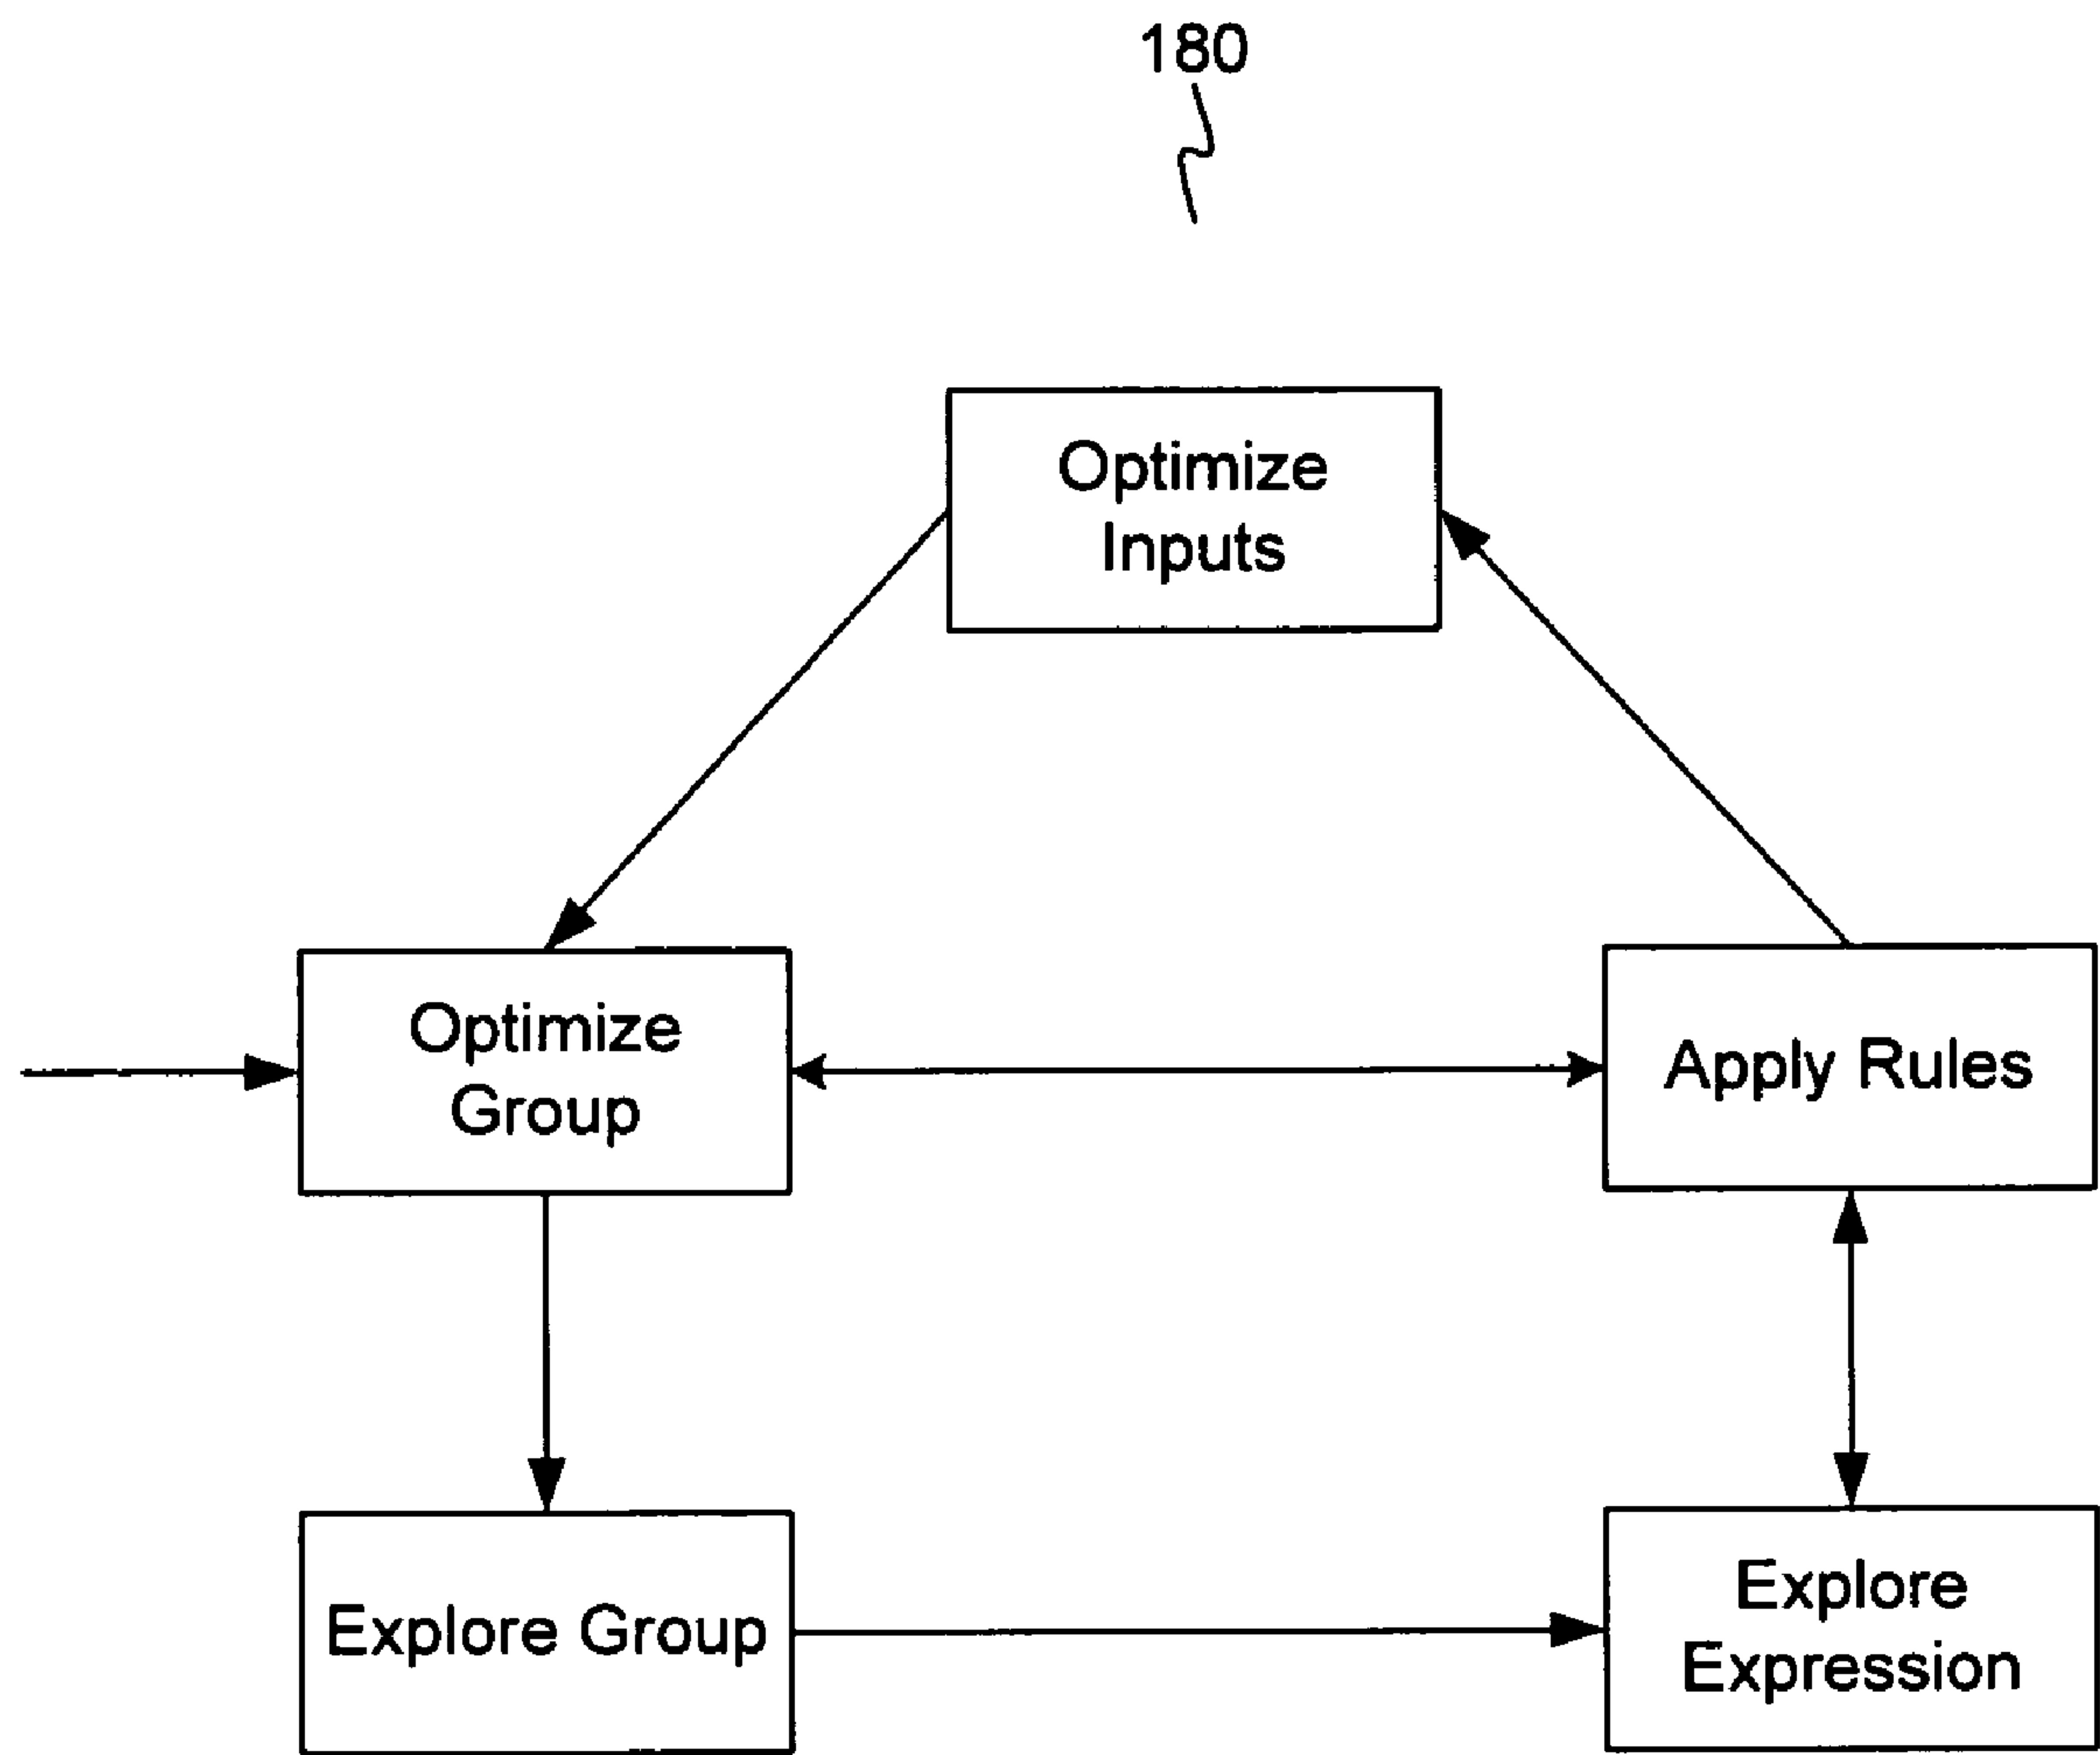 180
Optimize
Inputs
Optimize
Group
Apply Rules
Explore Group
Explore
Expression